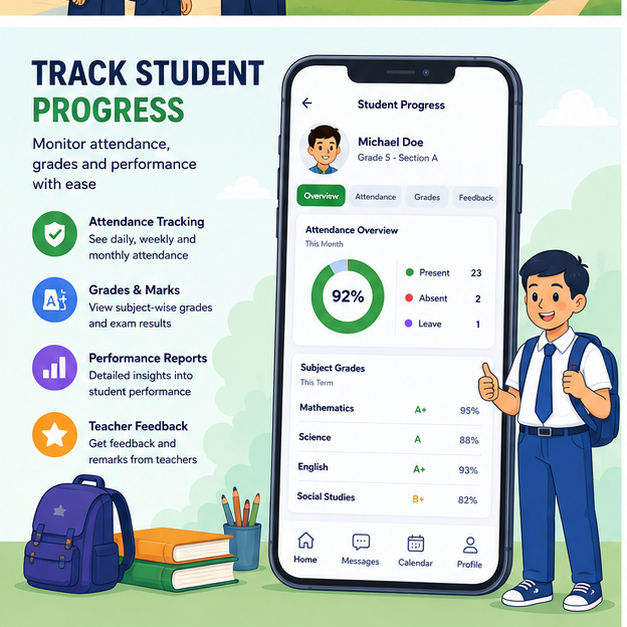 TRACK STUDENT
PROGRESS
Monitor attendance,
grades and performance
with ease
Attendance Tracking
See daily, weekly and
monthly attendance
A+
Grades & Marks
View subject-wise grades
and exam results
Performance Reports
Detailed insights into
student performance
Teacher Feedback
Get feedback and
remarks from teachers
Student Progress
Michael Doe
Grade 5 - Section A
Overview Attendance Grades Feedback
Attendance Overview
This Month
92%
Present 23
Absent 2
Leave 1
Subject Grades
This Term
Mathematics A+ 95%
Science A 88%
English A+ 93%
Social Studies B+ 82%
Home Messages Calendar Profile